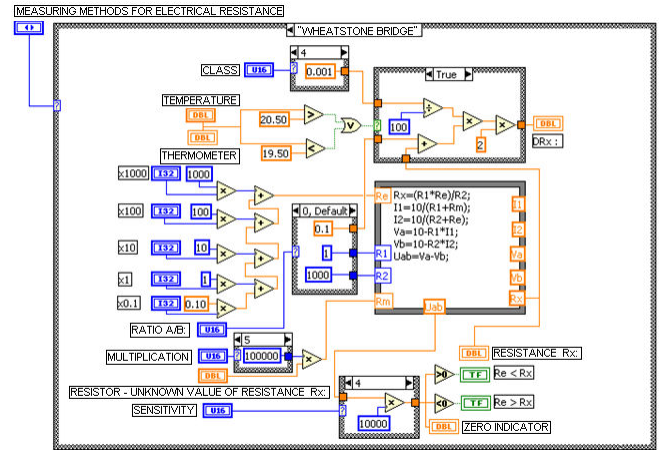 MEASURING METHODS FOR ELECTRICAL RESISTANCE
"WHEATSTONE BRIDGE"
4
CLASS
U16
0.001
True
TEMPERATURE
DBL
20.50
>
V
100
÷
×
×
DBL
DBL
19.50
<
+
2
DRx :
THERMOMETER
x1000
I32
1000
×
+
0, Default
Re
Rx=(R1*Re)/R2;
I1=10/(R1+Rm);
I2=10/(R2+Re);
Va=10-R1*I1;
Vb=10-R2*I2;
Uab=Va-Vb;
I1
I2
Va
Vb
Rx
x100
I32
100
×
+
0.1
x10
I32
10
×
+
1
R1
x1
I32
1
×
+
1000
R2
x0.1
I32
0.10
×
Rm
Uab
RATIO A/B:
U16
5
MULTIPLICATION
U16
100000
×
DBL
RESISTANCE Rx:
DBL
4
>0
TF
Re < Rx
RESISTOR - UNKNOWN VALUE OF RESISTANCE Rx:
×
<0
TF
Re > Rx
SENSITIVITY
U16
10000
DBL
ZERO INDICATOR